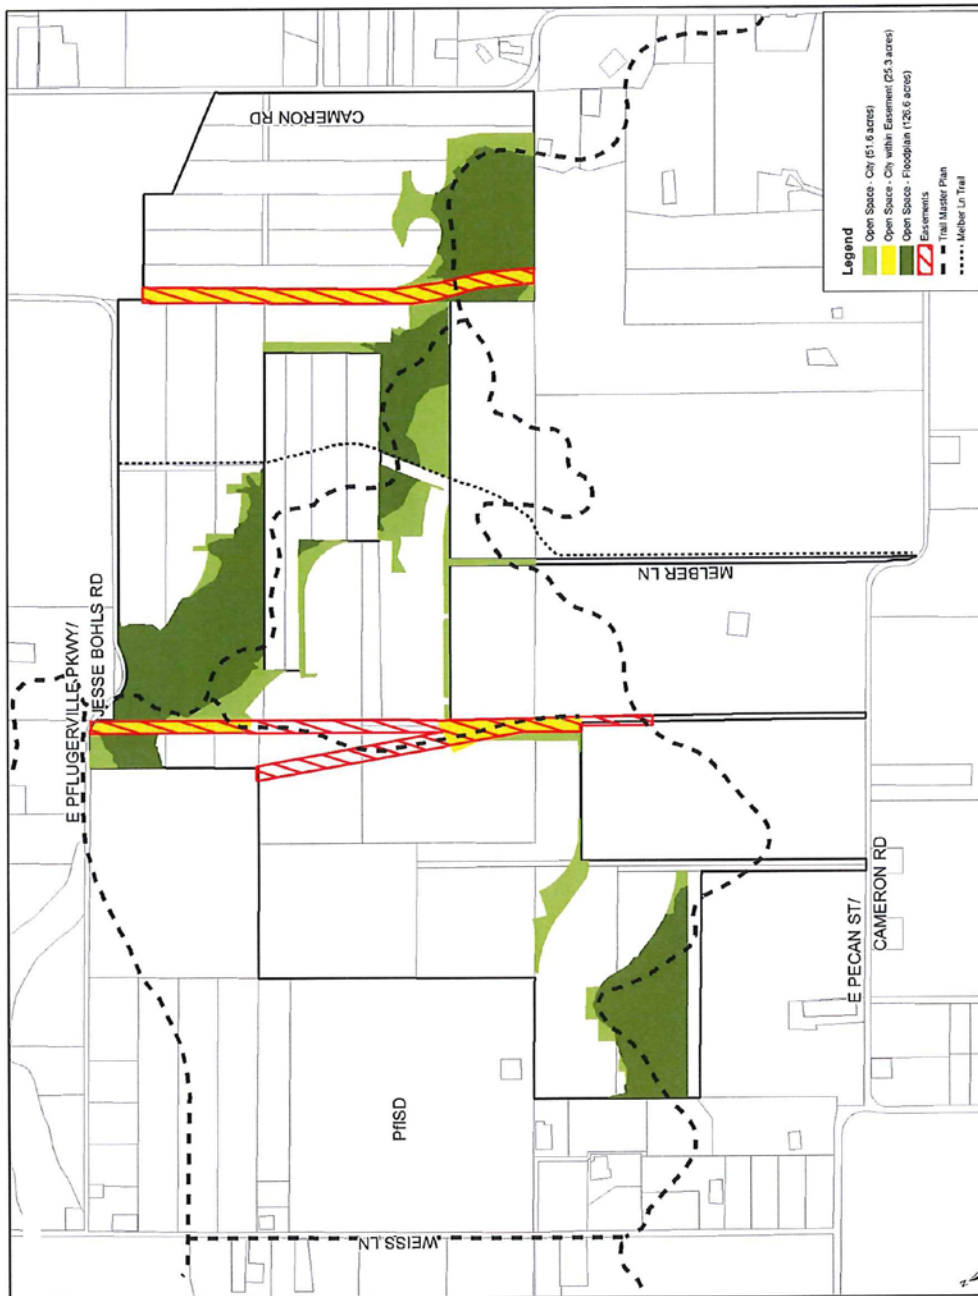 E PFLUGERVILLE PKWY/
JESSE BOHLS RD
CAMERON RD
MELBER LN
PfISD
WEISS LN
E PECAN ST/
CAMERON RD
Legend
Open Space - City (51.6 acres)
Open Space - City within Easement (25.3 acres)
Open Space - Floodplain (126.6 acres)
Easements
Trail Master Plan
Melber Ln Trail
N